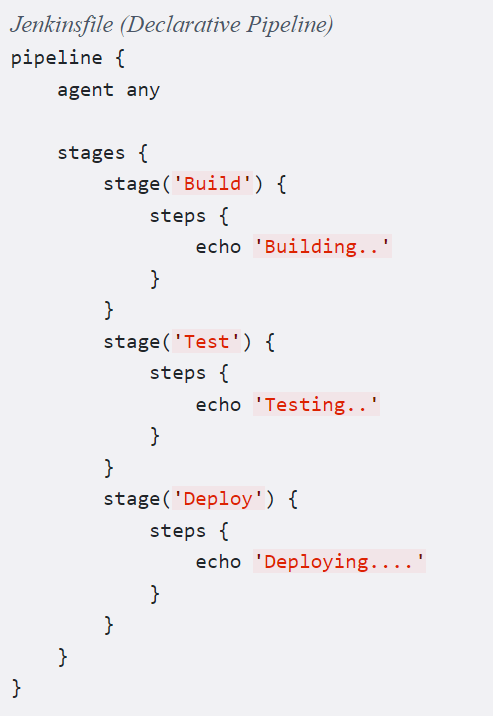 Jenkinsfile (Declarative Pipeline)
pipeline {
    agent any

    stages {
        stage('Build') {
            steps {
                echo 'Building..'
            }
        }
        stage('Test') {
            steps {
                echo 'Testing..'
            }
        }
        stage('Deploy') {
            steps {
                echo 'Deploying....'
            }
        }
    }
}